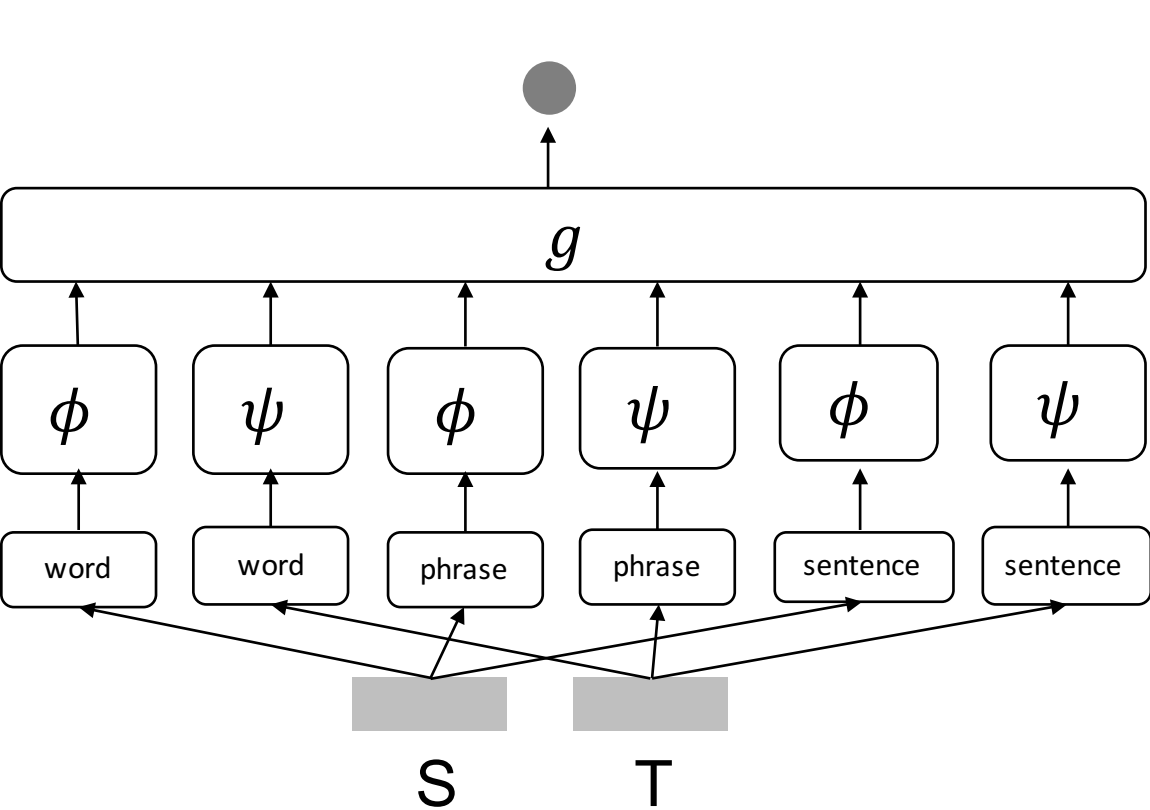 g
ϕ ψ ϕ ψ ϕ ψ
word word phrase phrase sentence sentence
S T